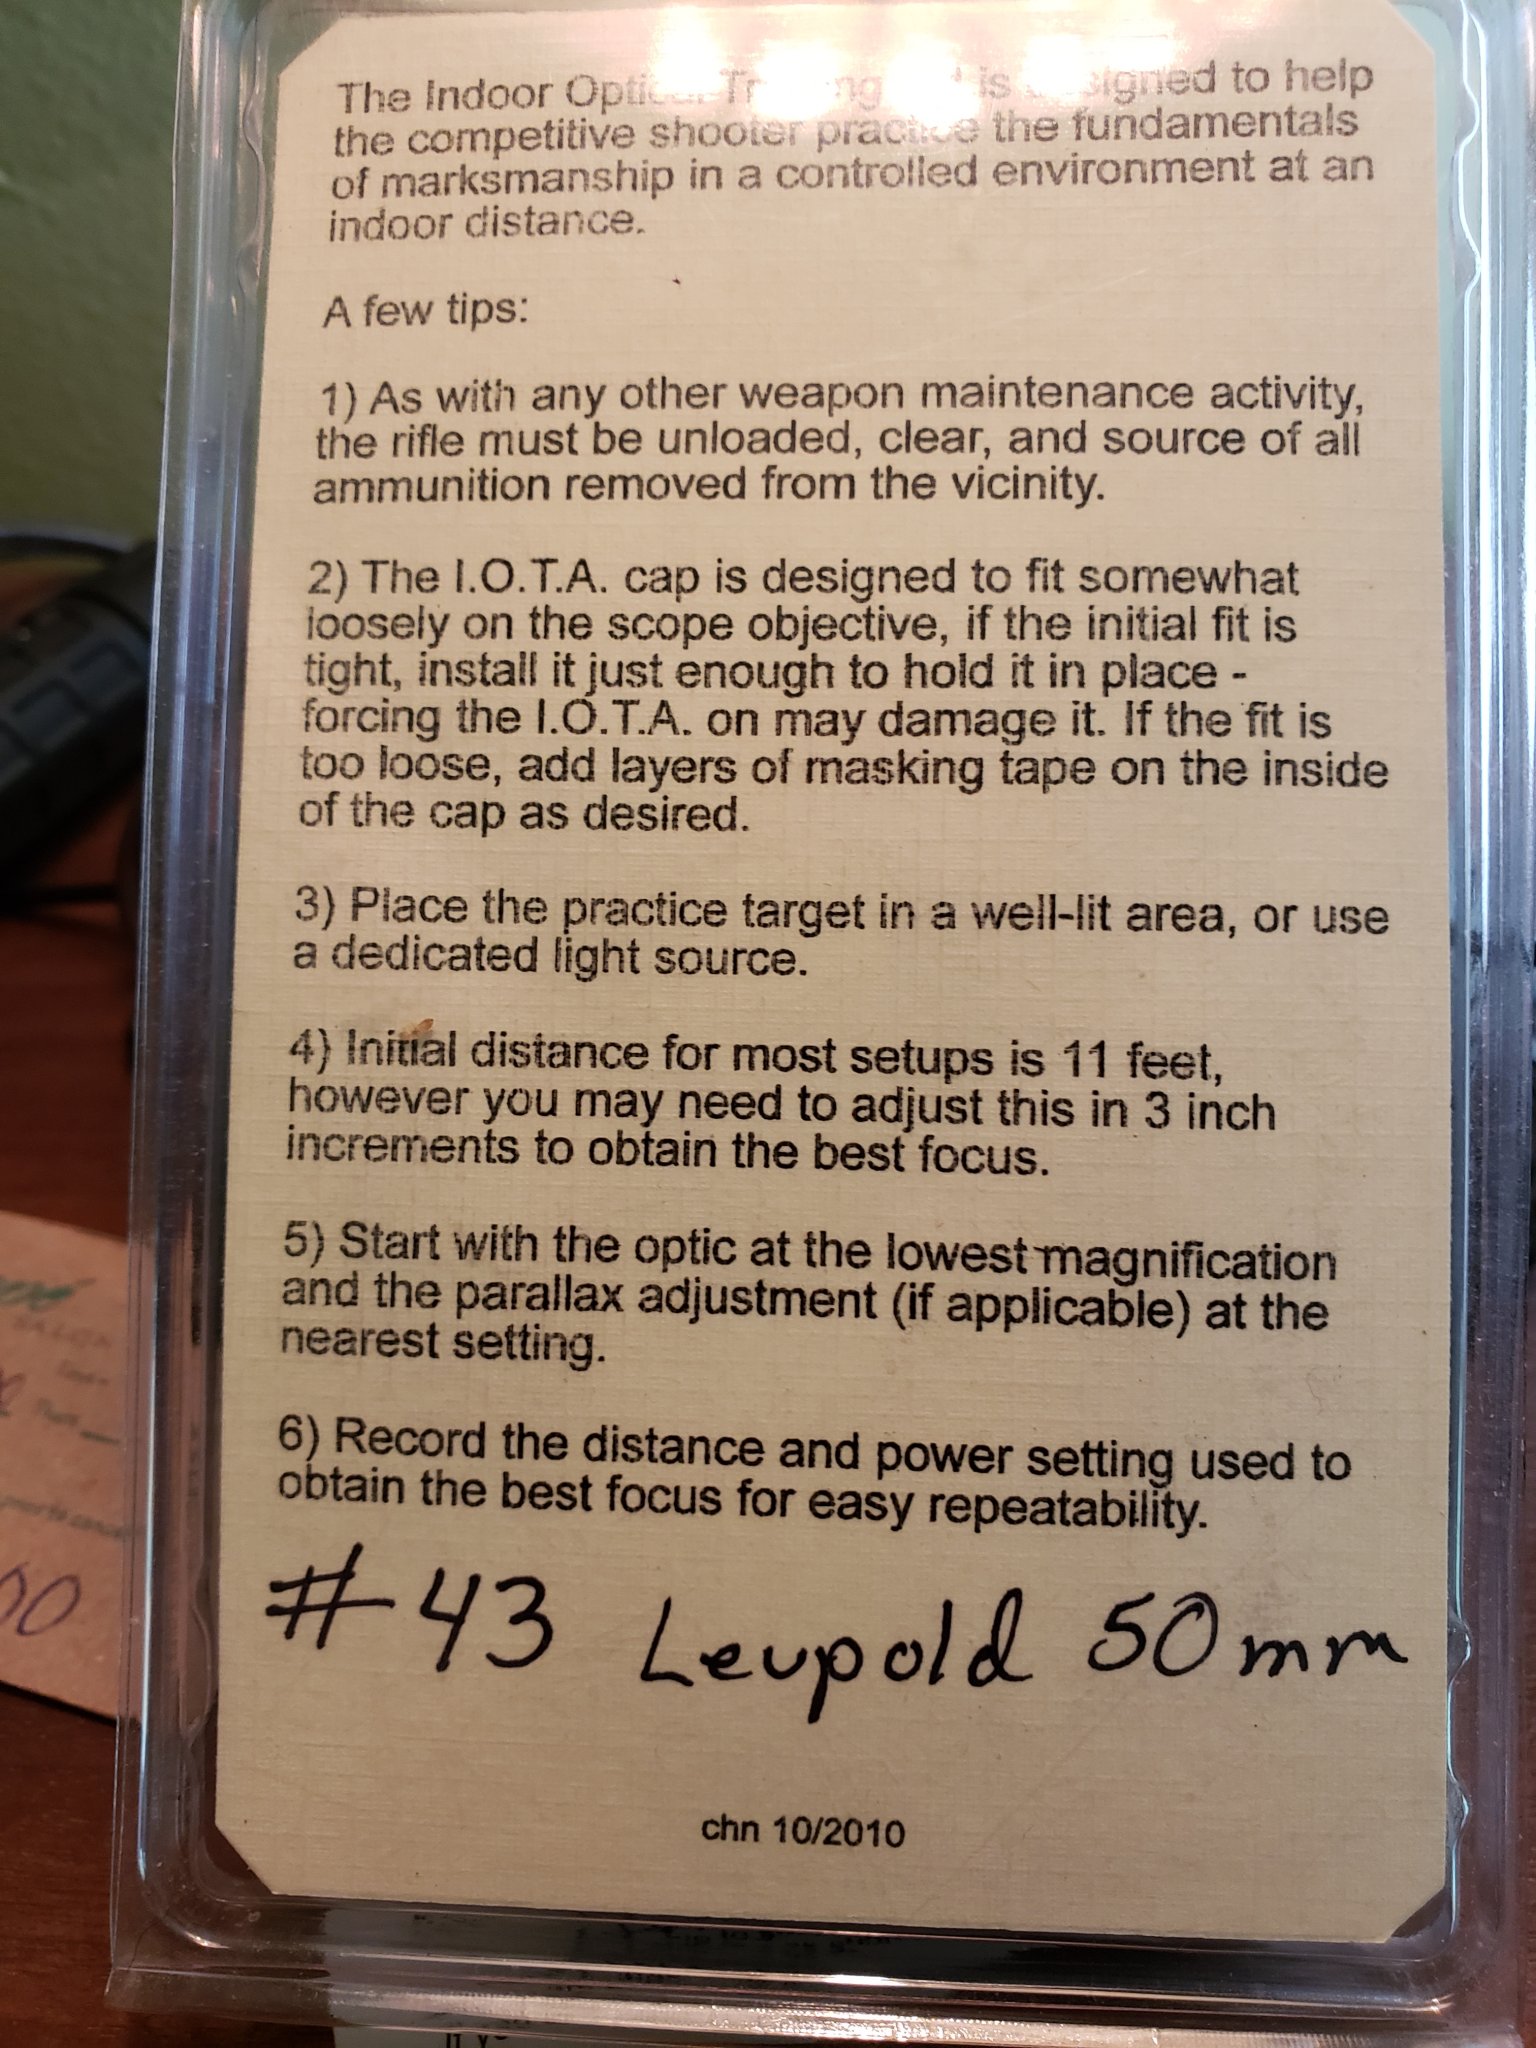 The Indoor is designed to help
the competitive shooter practice the fundamentals
of marksmanship in a controlled environment at an
indoor distance.
A few tips:
1) As with any other weapon maintenance activity,
the rifle must be unloaded, clear, and source of all
ammunition removed from the vicinity.
2) The I.O.T.A. cap is designed to fit somewhat
loosely on the scope objective, if the initial fit is
tight, install it just enough to hold it in place -
forcing the I.O.T.A. on may damage it. If the fit is
too loose, add layers of masking tape on the inside
of the cap as desired.
3) Place the practice target in a well-lit area, or use
a dedicated light source.
4) Initial distance for most setups is 11 feet,
however you may need to adjust this in 3 inch
increments to obtain the best focus.
5) Start with the optic at the lowest magnification
and the parallax adjustment (if applicable) at the
nearest setting.
6) Record the distance and power setting used to
obtain the best focus for easy repeatability.
#43 Leupold 50mm
chn 10/2010